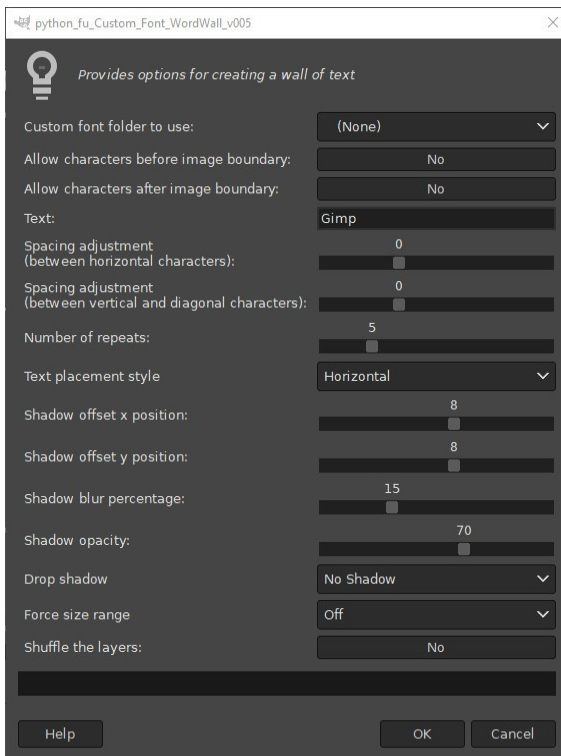 python_fu_Custom_Font_WordWall_v005
Provides options for creating a wall of text
Custom font folder to use: (None)
Allow characters before image boundary: No
Allow characters after image boundary: No
Text: Gimp
Spacing adjustment
(between horizontal characters): 0
Spacing adjustment
(between vertical and diagonal characters): 0
Number of repeats: 5
Text placement style Horizontal
Shadow offset x position: 8
Shadow offset y position: 8
Shadow blur percentage: 15
Shadow opacity: 70
Drop shadow No Shadow
Force size range Off
Shuffle the layers: No
Help OK Cancel